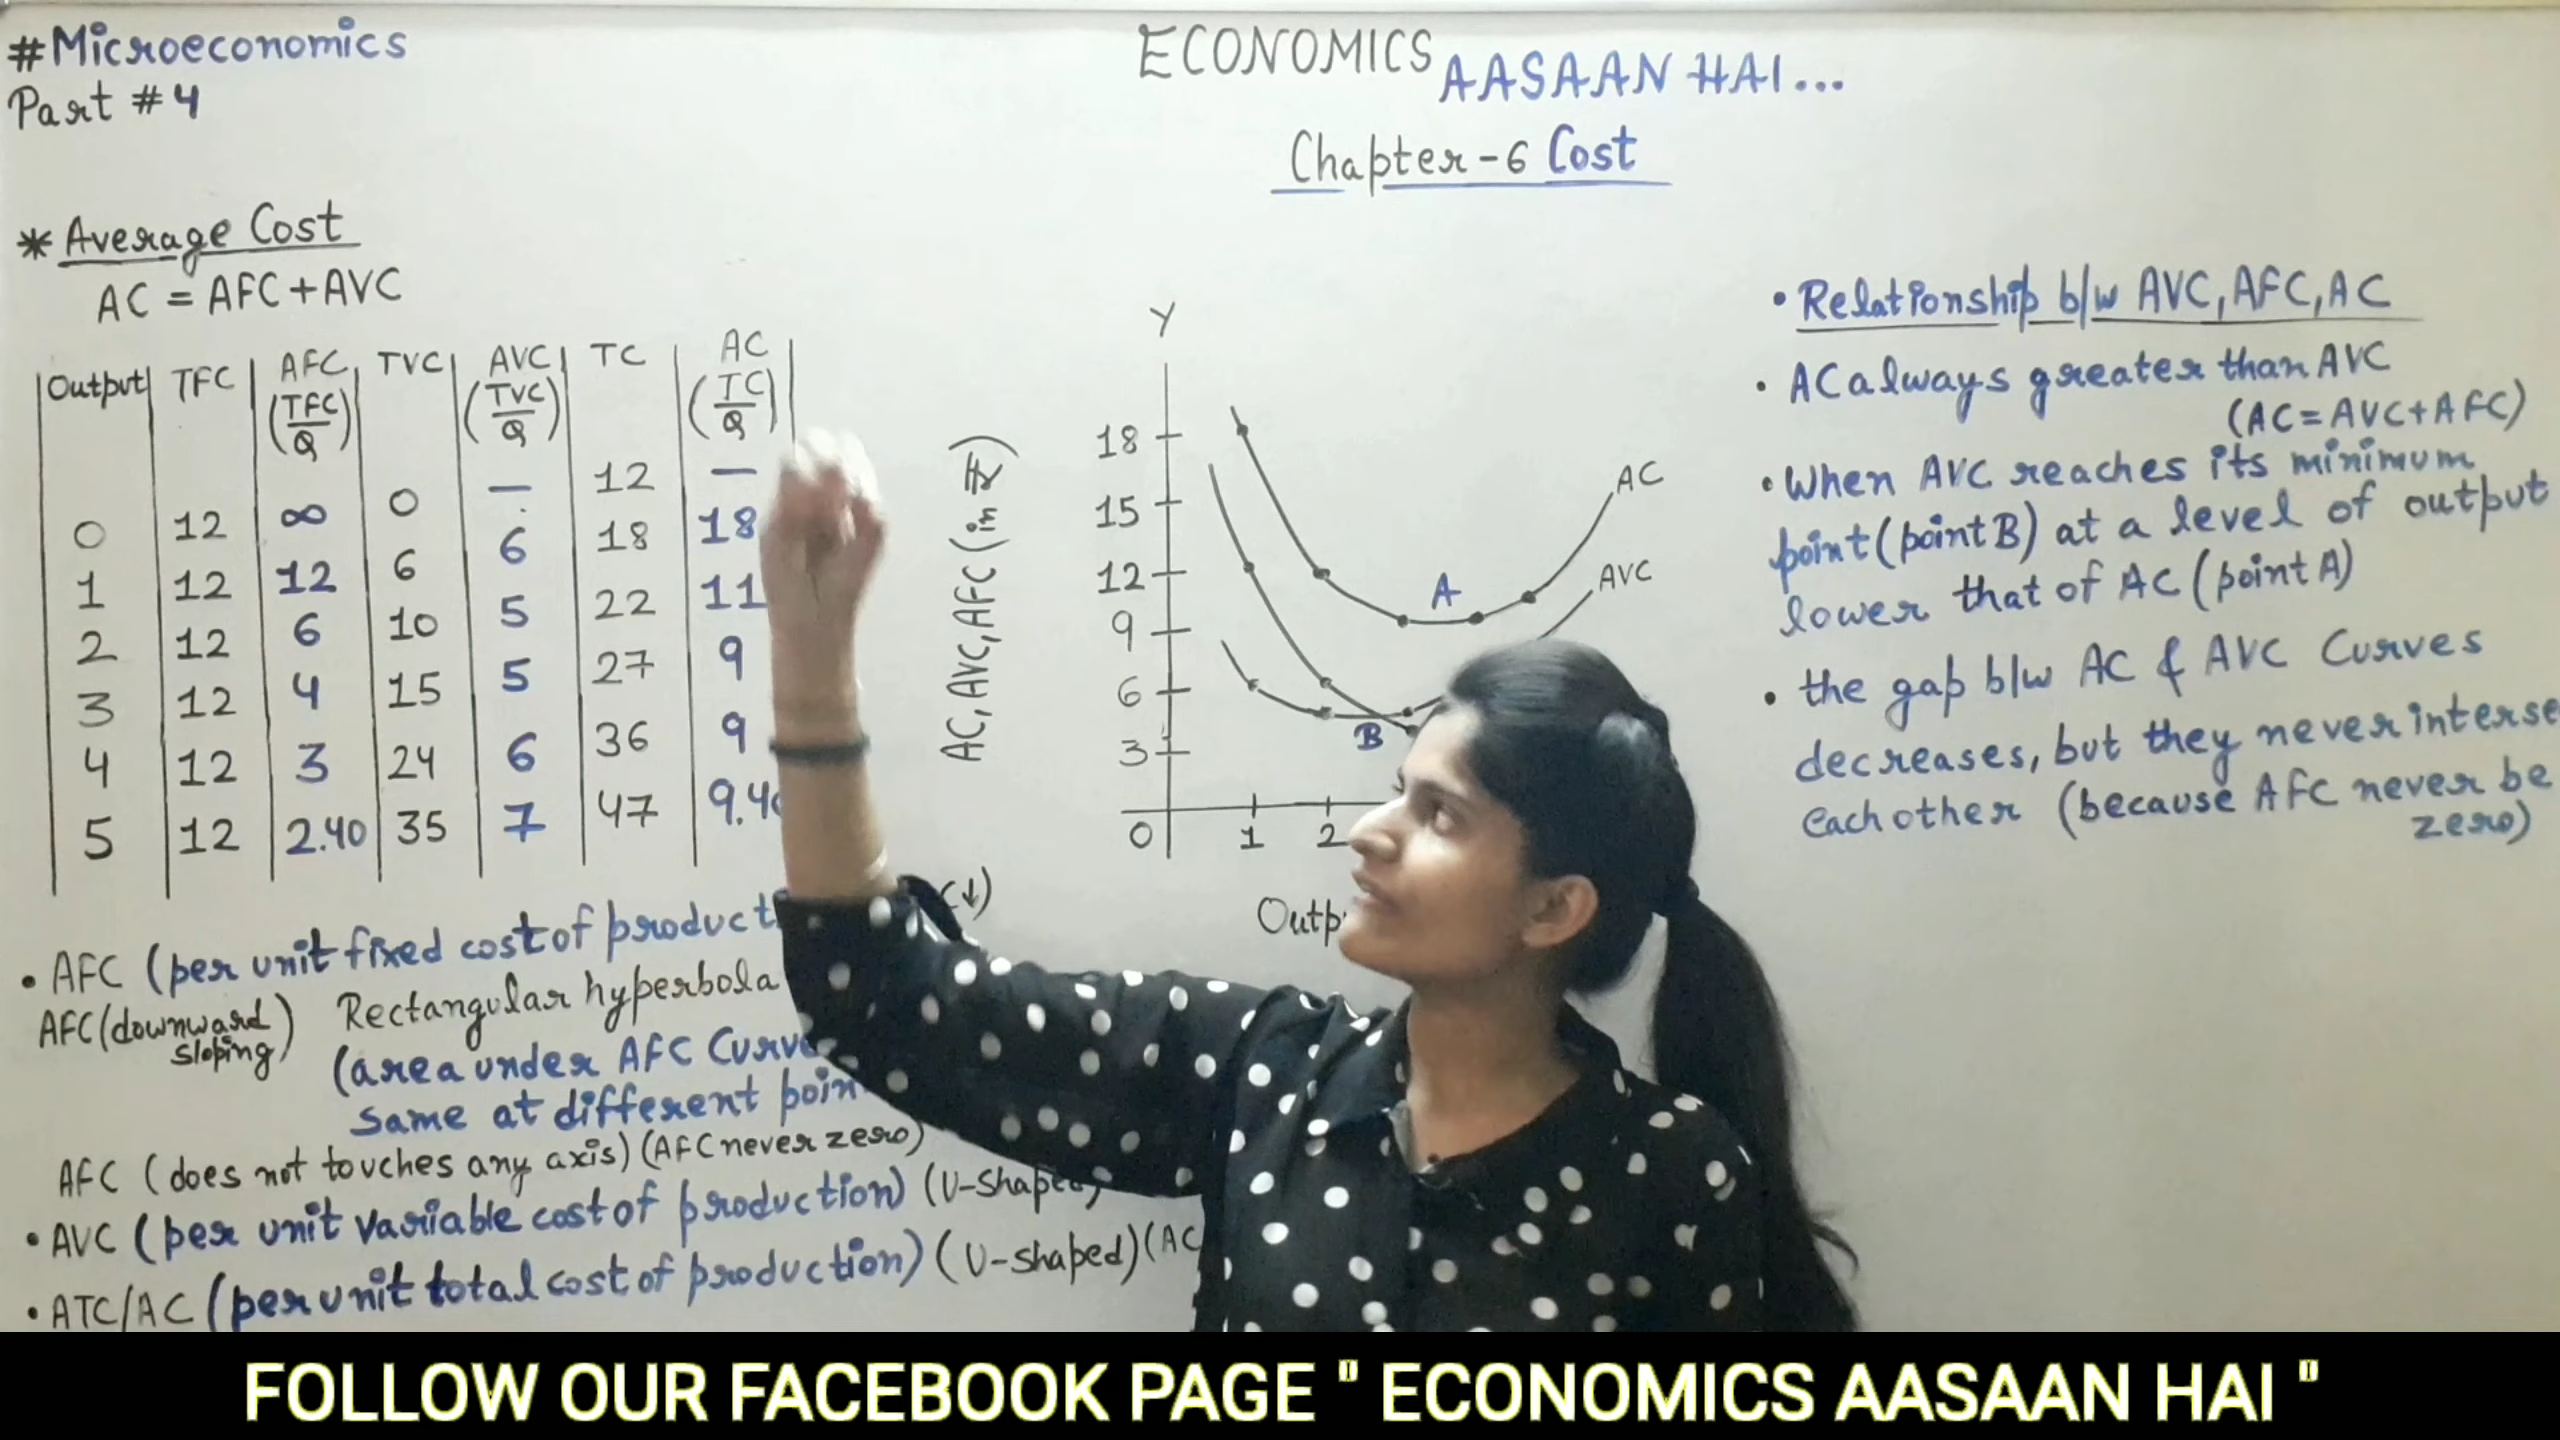 #Microeconomics
Part #4
ECONOMICS AASAAN HAI...
Chapter-6 Cost
* Average Cost
AC = AFC+AVC
Output TFC AFC (TFC/Q) TVC AVC (TVC/Q) TC AC (TC/Q)
0 12 ∞ 0 — 12 —
1 12 12 6 6 18 18
2 12 6 10 5 22 11
3 12 4 15 5 27 9
4 12 3 24 6 36 9
5 12 2.40 35 7 47
• AFC (per unit fixed cost of
AFC (downward sloping) Rectangular hyperbola
(area under AFC
same at different
AFC (does not touches any axis) (AFC never zero)
• AVC (per unit variable cost of production)
• ATC/AC (per unit total cost of production) (U-shaped) (AC
(↓)
Y
AC, AVC, AFC (in ₹)
18
15
12
9
6
3
0 1 2
AC
AVC
A
B
• Relationship b/w AVC, AFC, AC
• AC always greater than AVC
(AC=AVC+AFC)
• When AVC reaches its minimum
point (point B) at a level of output
lower that of AC (point A)
• the gap b/w AC & AVC Curves
decreases, but they never
each other (because AFC never be
zero)
FOLLOW OUR FACEBOOK PAGE " ECONOMICS AASAAN HAI "